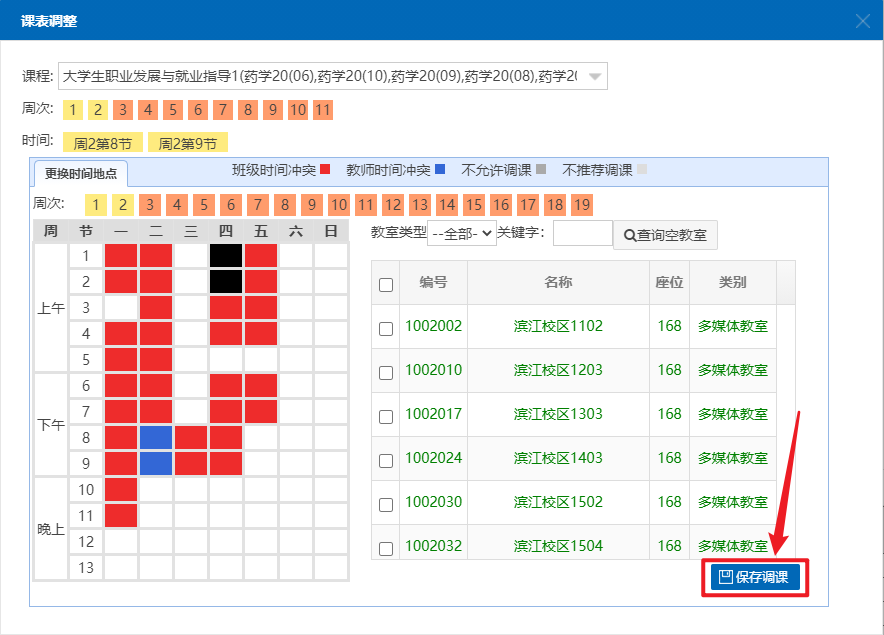 课表调整
课程: 大学生职业发展与就业指导1(药学20(06),药学20(10),药学20(09),药学20(08),药学20(
周次: 1 2 3 4 5 6 7 8 9 10 11
时间: 周2第8节 周2第9节
更换时间地点 班级时间冲突 教师时间冲突 不允许调课 不推荐调课
周次: 1 2 3 4 5 6 7 8 9 10 11 12 13 14 15 16 17 18 19
周 节 一 二 三 四 五 六 日
上午
1
2
3
4
5
下午
6
7
8
9
晚上
10
11
12
13
教室类型 --全部- 关键字: 查询空教室
编号 名称 座位 类别
1002002 滨江校区1102 168 多媒体教室
1002010 滨江校区1203 168 多媒体教室
1002017 滨江校区1303 168 多媒体教室
1002024 滨江校区1403 168 多媒体教室
1002030 滨江校区1502 168 多媒体教室
1002032 滨江校区1504 168 多媒体教室
保存调课